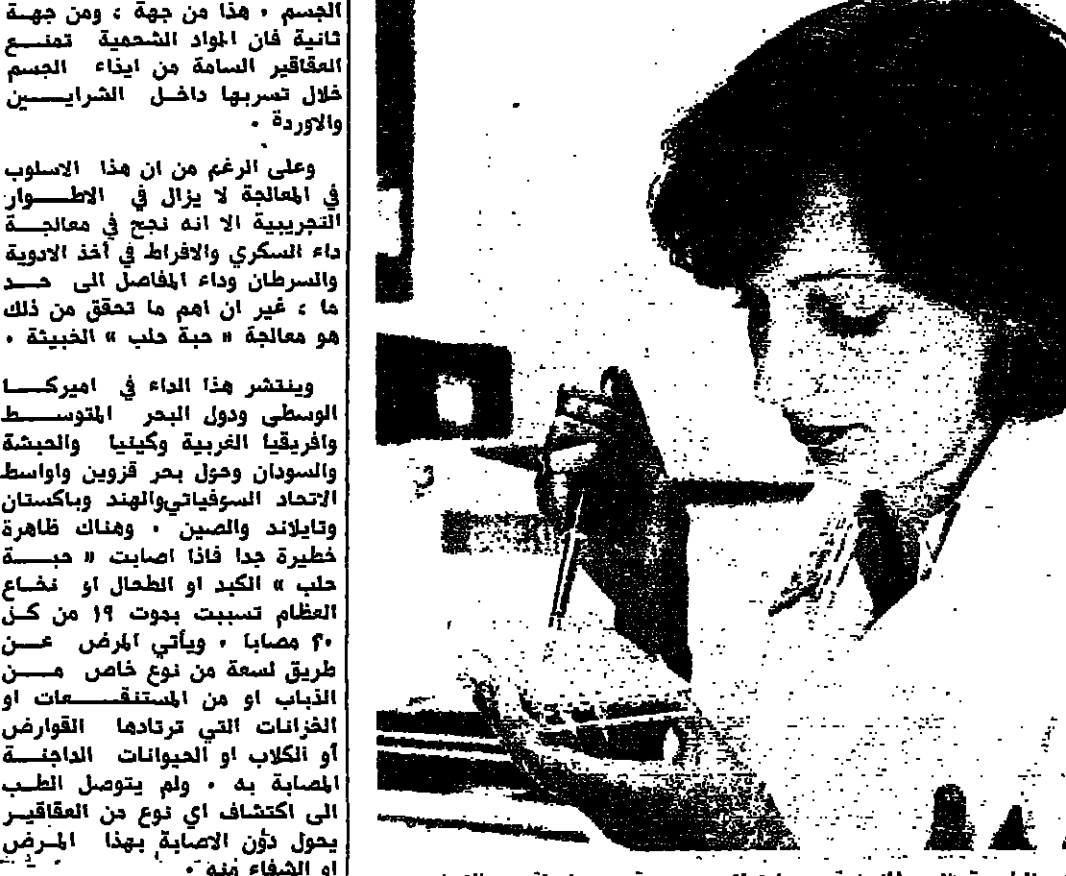 الجسم . هذا من جهة ، ومن جهة
ثانية فان المواد الشحمية تمنع
العقاقير السامة من ايذاء الجسم
خلال تسربها داخل الشرايين
والاوردة .
وعلى الرغم من ان هذا الاسلوب
في المعالجة لا يزال في الاطوار
التجريبية الا انه نجح في معالجة
داء السكري والافراط في أخذ الادوية
والسرطان وداء المفاصل الى حد
ما ، غير ان اهم ما تحقق من ذلك
هو معالجة « حبة حلب » الخبيثة .
وينتشر هذا الداء في اميركا
الوسطى ودول البحر المتوسط
وافريقيا الغربية وكينيا والحبشة
والسودان وحول بحر قزوين واواسط
الاتحاد السوفياتي والهند وباكستان
وتايلاند والصين . وهناك ظاهرة
خطيرة جدا فاذا اصابت « حبة
حلب » الكبد او الطحال او نخاع
العظام تسببت بموت ١٩ من كل
٢٠ مصابا . ويأتي المرض عن
طريق لسعة من نوع خاص من
الذباب او من المستنقعات او
الخزانات التي ترتادها القوارض
أو الكلاب او الحيوانات الداجنة
المصابة به . ولم يتوصل الطب
الى اكتشاف اي نوع من العقاقير
يحول دؤن الاصابة بهذا المرض
او الشفاء منه .